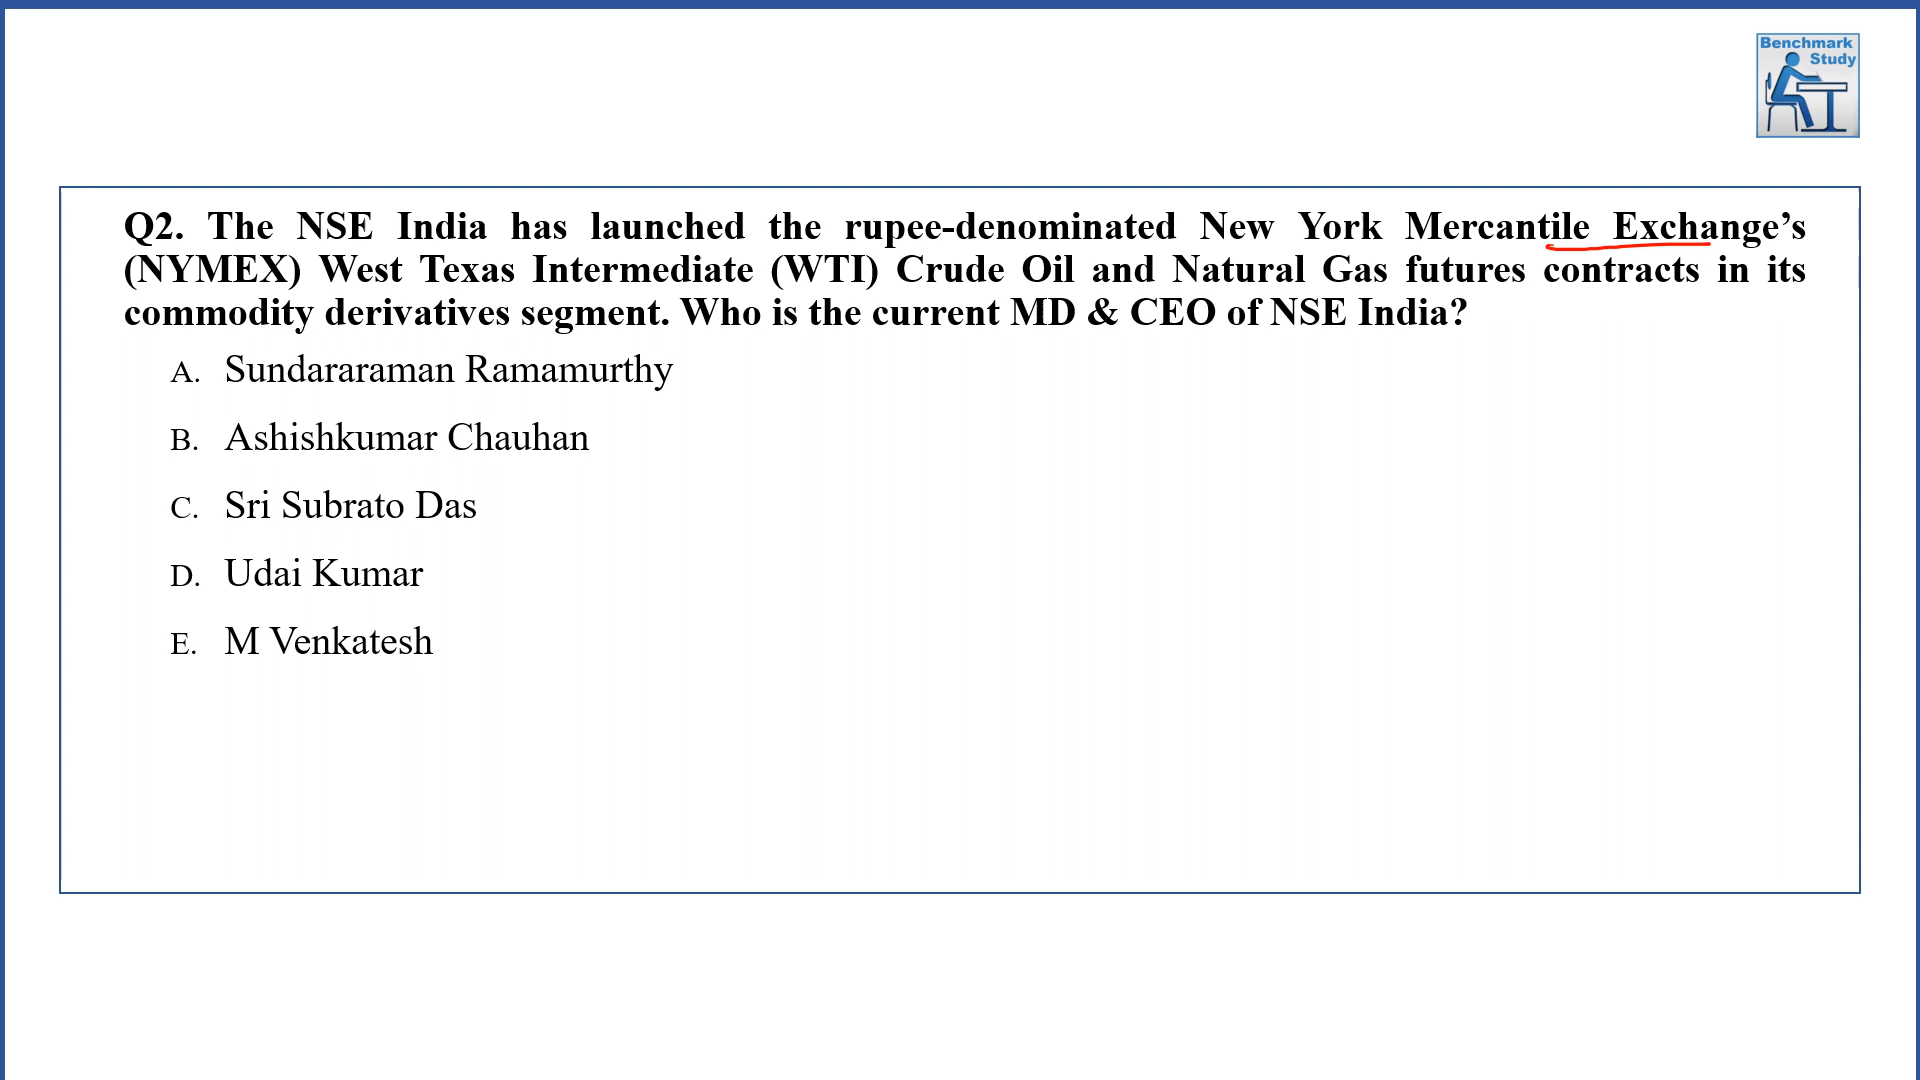 Benchmark
Study
Q2. The NSE India has launched the rupee-denominated New York Mercantile Exchange’s
(NYMEX) West Texas Intermediate (WTI) Crude Oil and Natural Gas futures contracts in its
commodity derivatives segment. Who is the current MD & CEO of NSE India?
A. Sundararaman Ramamurthy
B. Ashishkumar Chauhan
C. Sri Subrato Das
D. Udai Kumar
E. M Venkatesh